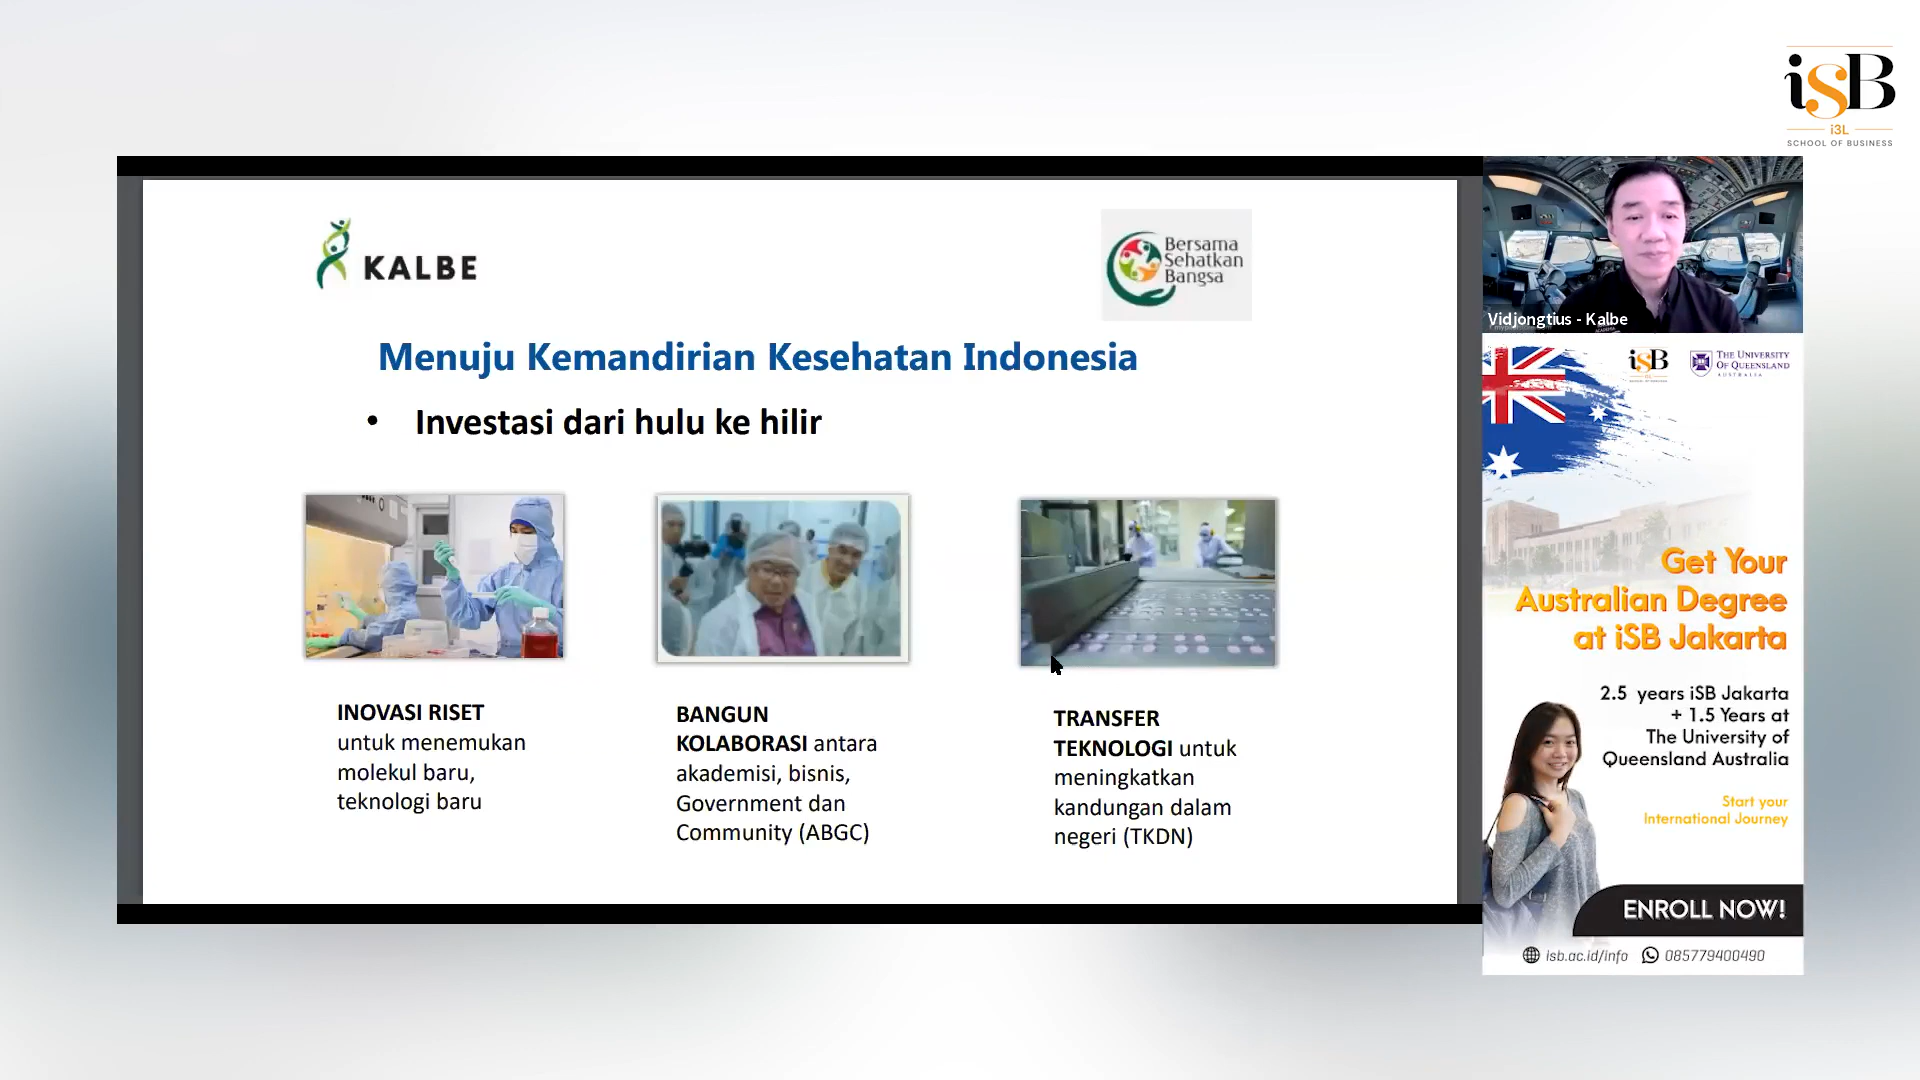 iSB
i3L
SCHOOL OF BUSINESS
KALBE
Bersama
Sehatkan
Bangsa
Menuju Kemandirian Kesehatan Indonesia
• Investasi dari hulu ke hilir
INOVASI RISET
untuk menemukan
molekul baru,
teknologi baru
BANGUN
KOLABORASI antara
akademisi, bisnis,
Government dan
Community (ABGC)
TRANSFER
TEKNOLOGI untuk
meningkatkan
kandungan dalam
negeri (TKDN)
Vidjongtius - Kalbe
iSB
THE UNIVERSITY
OF QUEENSLAND
AUSTRALIA
Get Your
Australian Degree
at iSB Jakarta
2.5 years iSB Jakarta
+ 1.5 Years at
The University of
Queensland Australia
Start your
International Journey
ENROLL NOW!
isb.ac.id/info 085779400490